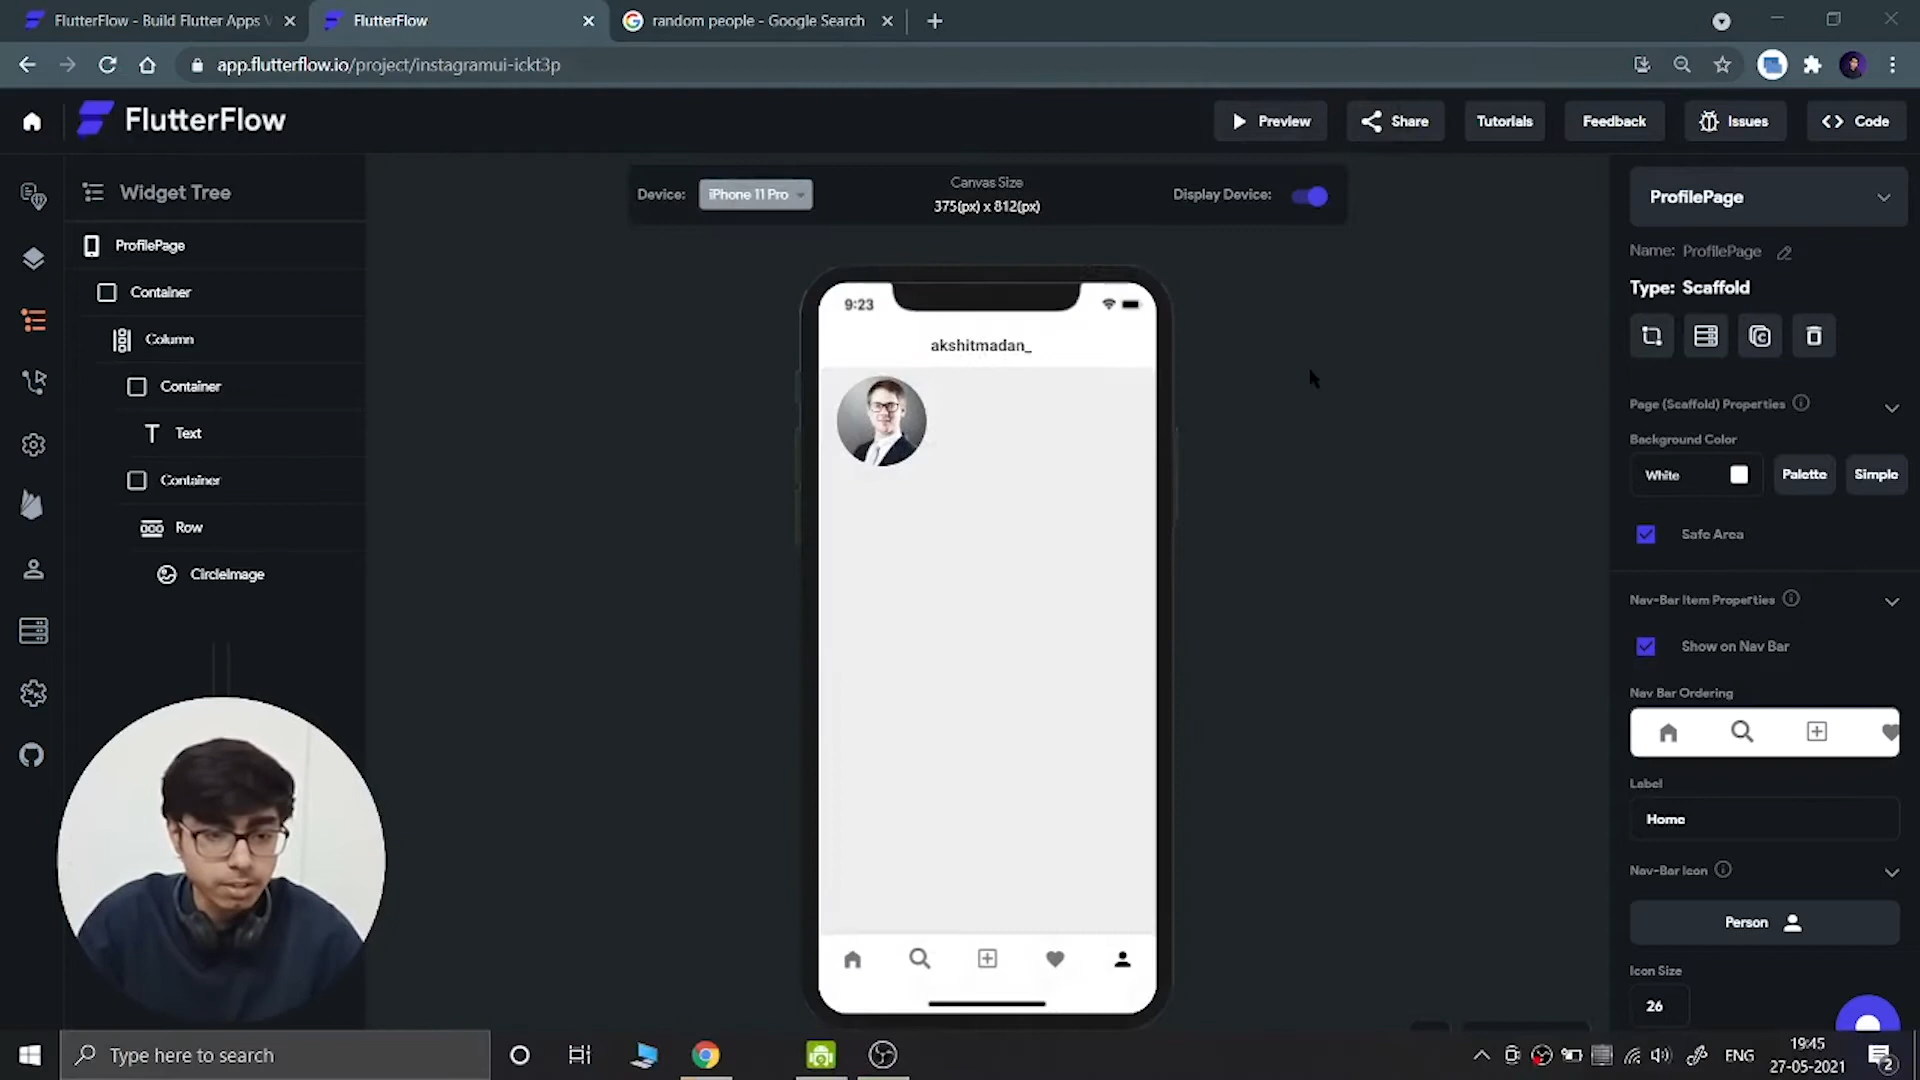 FlutterFlow - Build Flutter Apps V
FlutterFlow
random people - Google Search
app.flutterflow.io/project/instagramui-ickt3p
FlutterFlow
Preview
Share
Tutorials
Feedback
Issues
Code
Widget Tree
ProfilePage
Container
Column
Container
Text
Container
Row
CircleImage
Device:
iPhone 11 Pro
Canvas Size
375(px) x 812(px)
Display Device:
9:23
akshitmadan_
ProfilePage
Name: ProfilePage
Type: Scaffold
Page (Scaffold) Properties
Background Color
White
Palette
Simple
Safe Area
Nav-Bar Item Properties
Show on Nav Bar
Nav Bar Ordering
Label
Home
Nav-Bar Icon
Person
Icon Size
26
Type here to search
ENG
19:45
27-05-2021
2